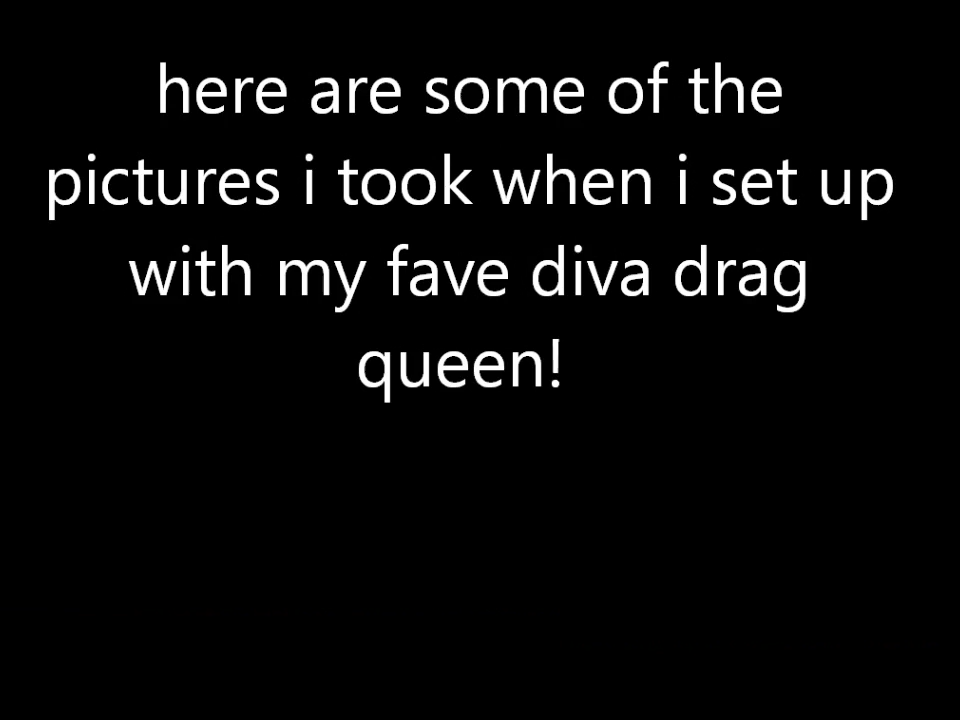 here are some of the
pictures i took when i set up
with my fave diva drag
queen!